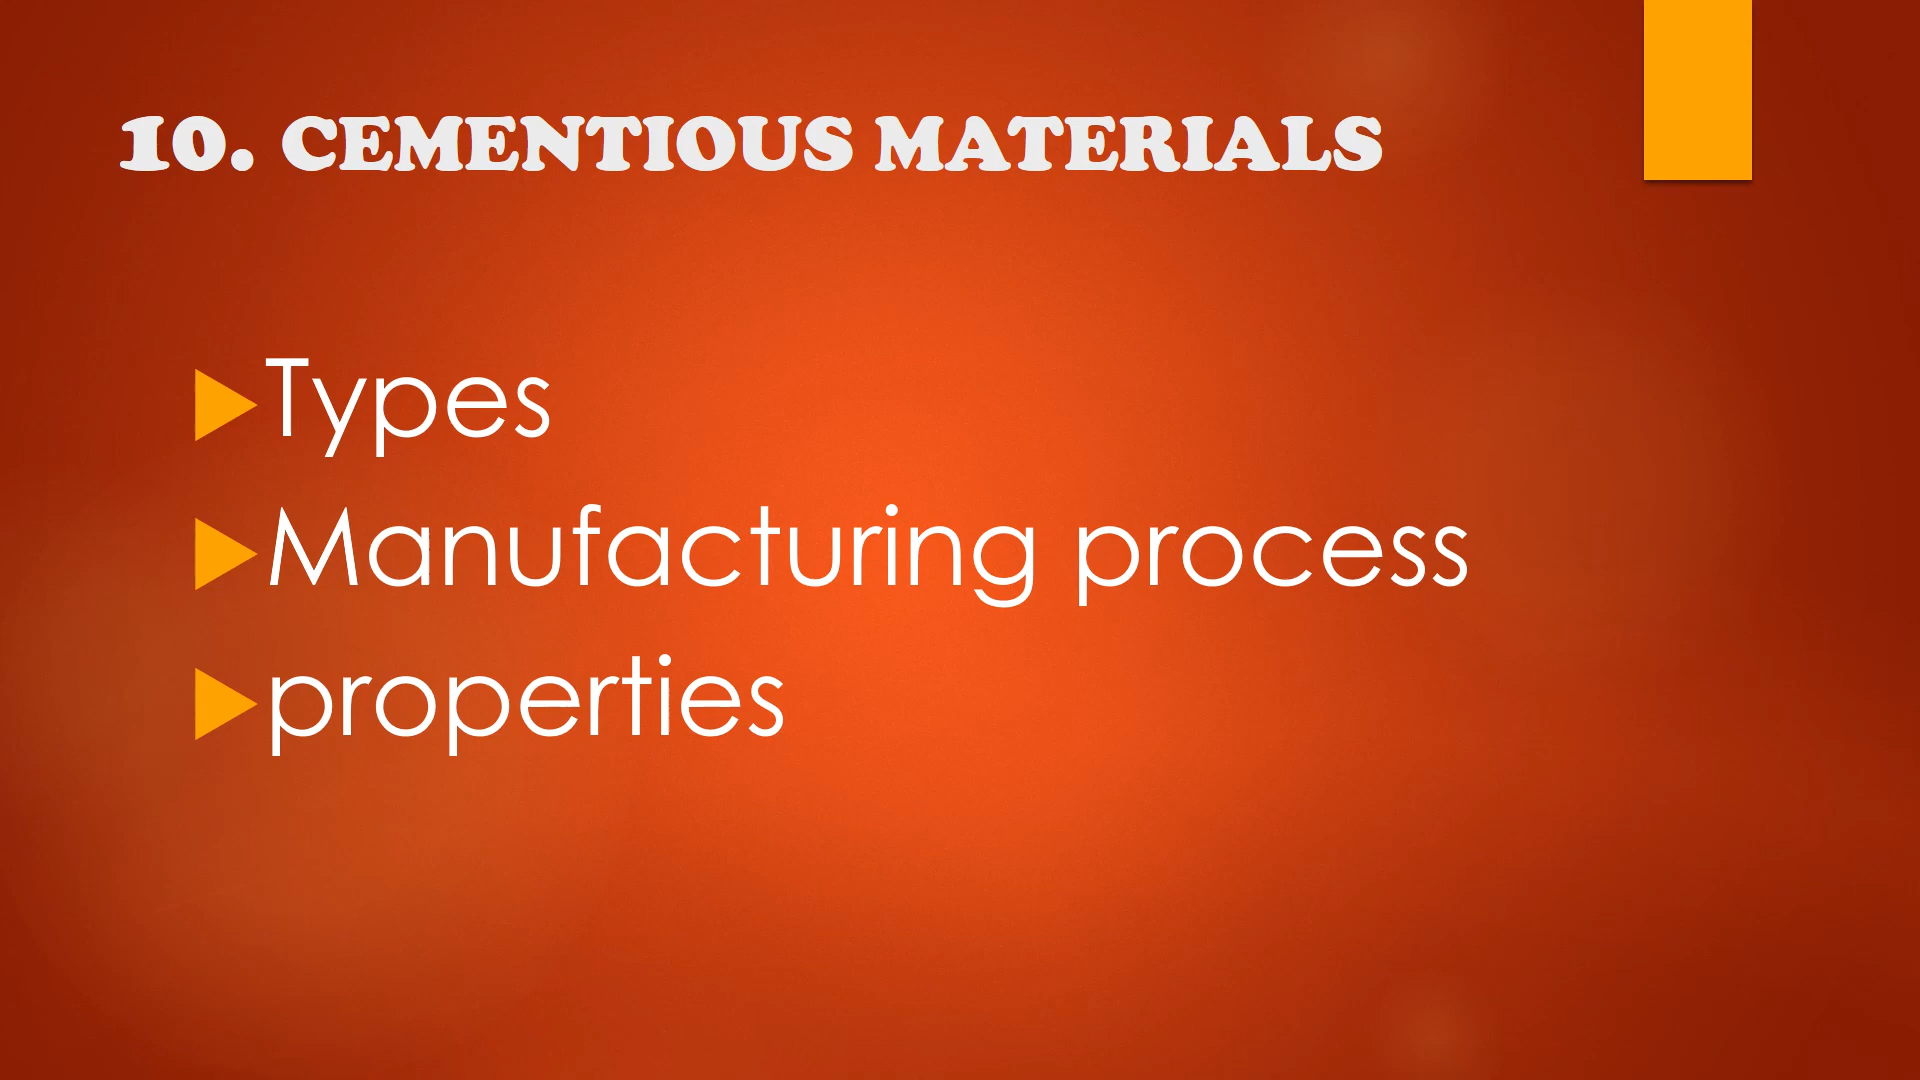 10. CEMENTIOUS MATERIALS
Types
Manufacturing process
properties